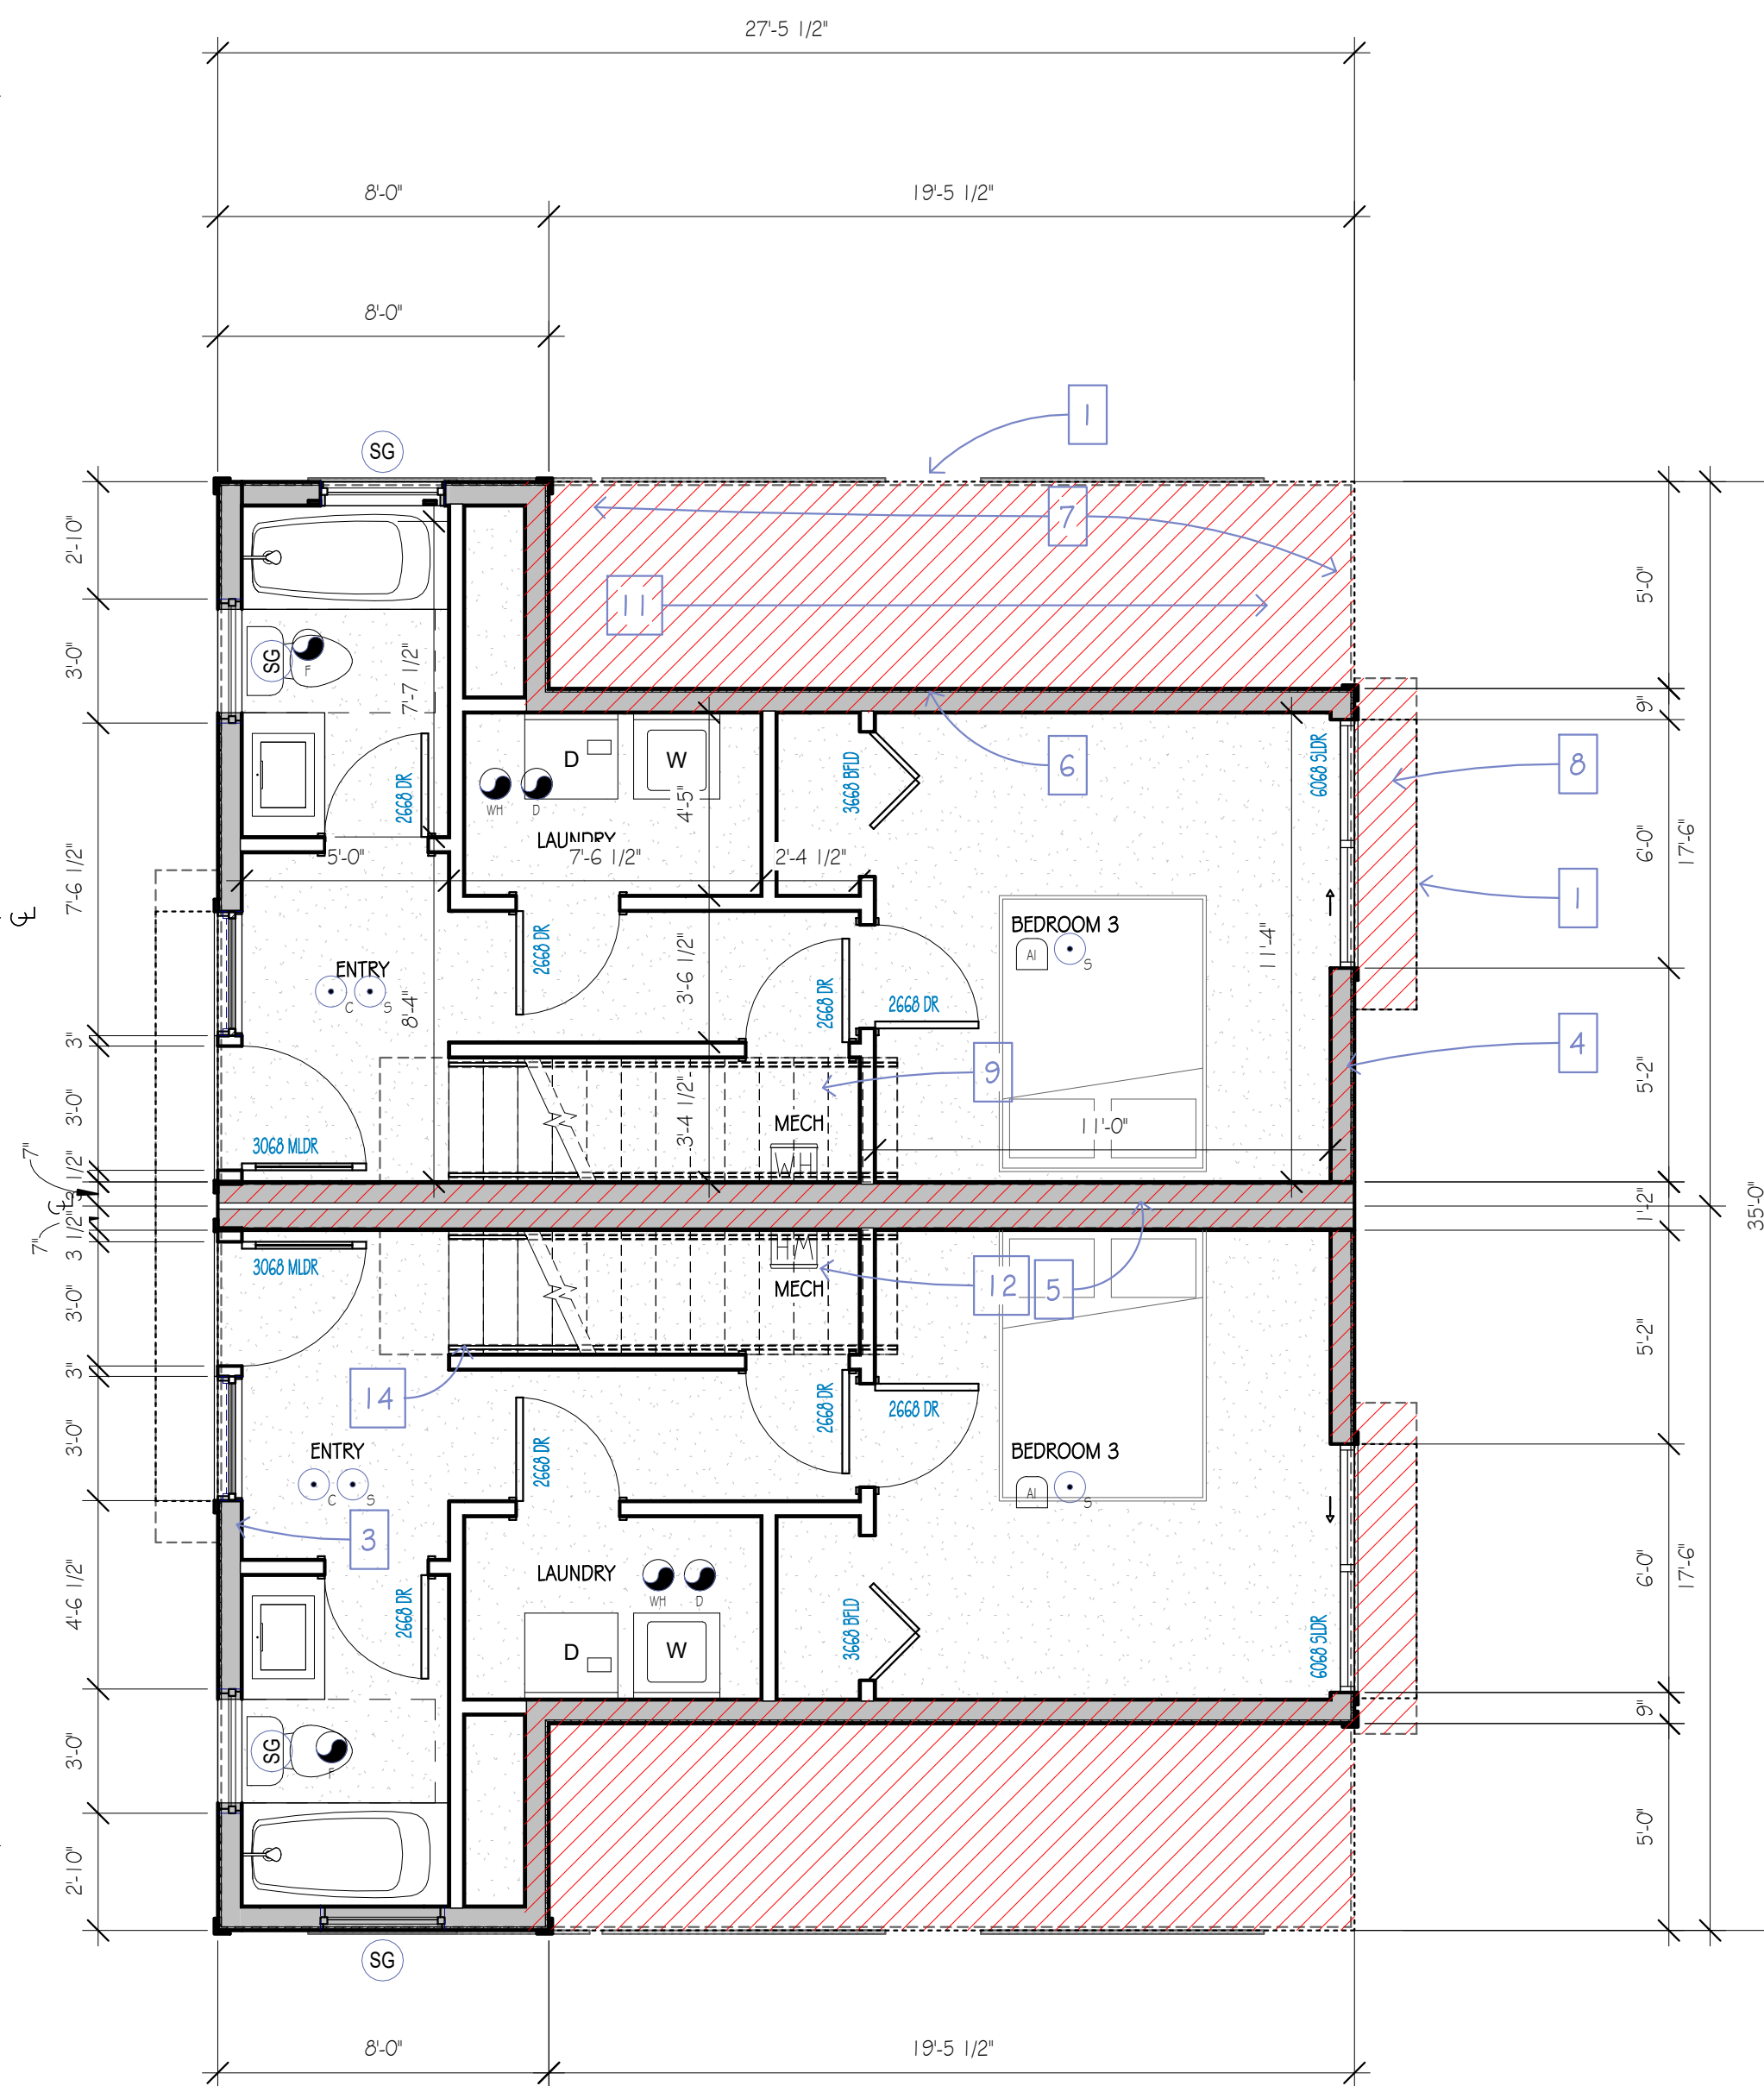 27'-5 1/2"
8'-0"
19'-5 1/2"
8'-0"
1
SG
7
11
2'-10"
5'-0"
SG
F
3'-0"
7'-7 1/2"
9"
6
8
D
W
WH
D
2668 DR
4'-5"
3668 BFLD
6068 SLDR
6'-0"
17'-6"
LAUNDRY
5'-0"
7'-6 1/2"
2'-4 1/2"
7'-6 1/2"
1
℄
ENTRY
C
S
8'-4"
2668 DR
3'-6 1/2"
2668 DR
2668 DR
BEDROOM 3
AI
S
11'-4"
3"
9
4
5'-2"
3'-0"
3'-4 1/2"
MECH
WH
11'-0"
3068 MLDR
7"
3 1/2"
℄
1'-2"
35'-0"
7"
3 1/2"
3068 MLDR
WH
MECH
12
5
3'-0"
5'-2"
3"
14
2668 DR
2668 DR
2668 DR
3'-0"
ENTRY
C
S
BEDROOM 3
AI
S
3
4'-6 1/2"
2668 DR
LAUNDRY
WH
D
D
W
3668 BFLD
6068 SLDR
6'-0"
17'-6"
9"
3'-0"
SG
F
5'-0"
2'-10"
SG
8'-0"
19'-5 1/2"